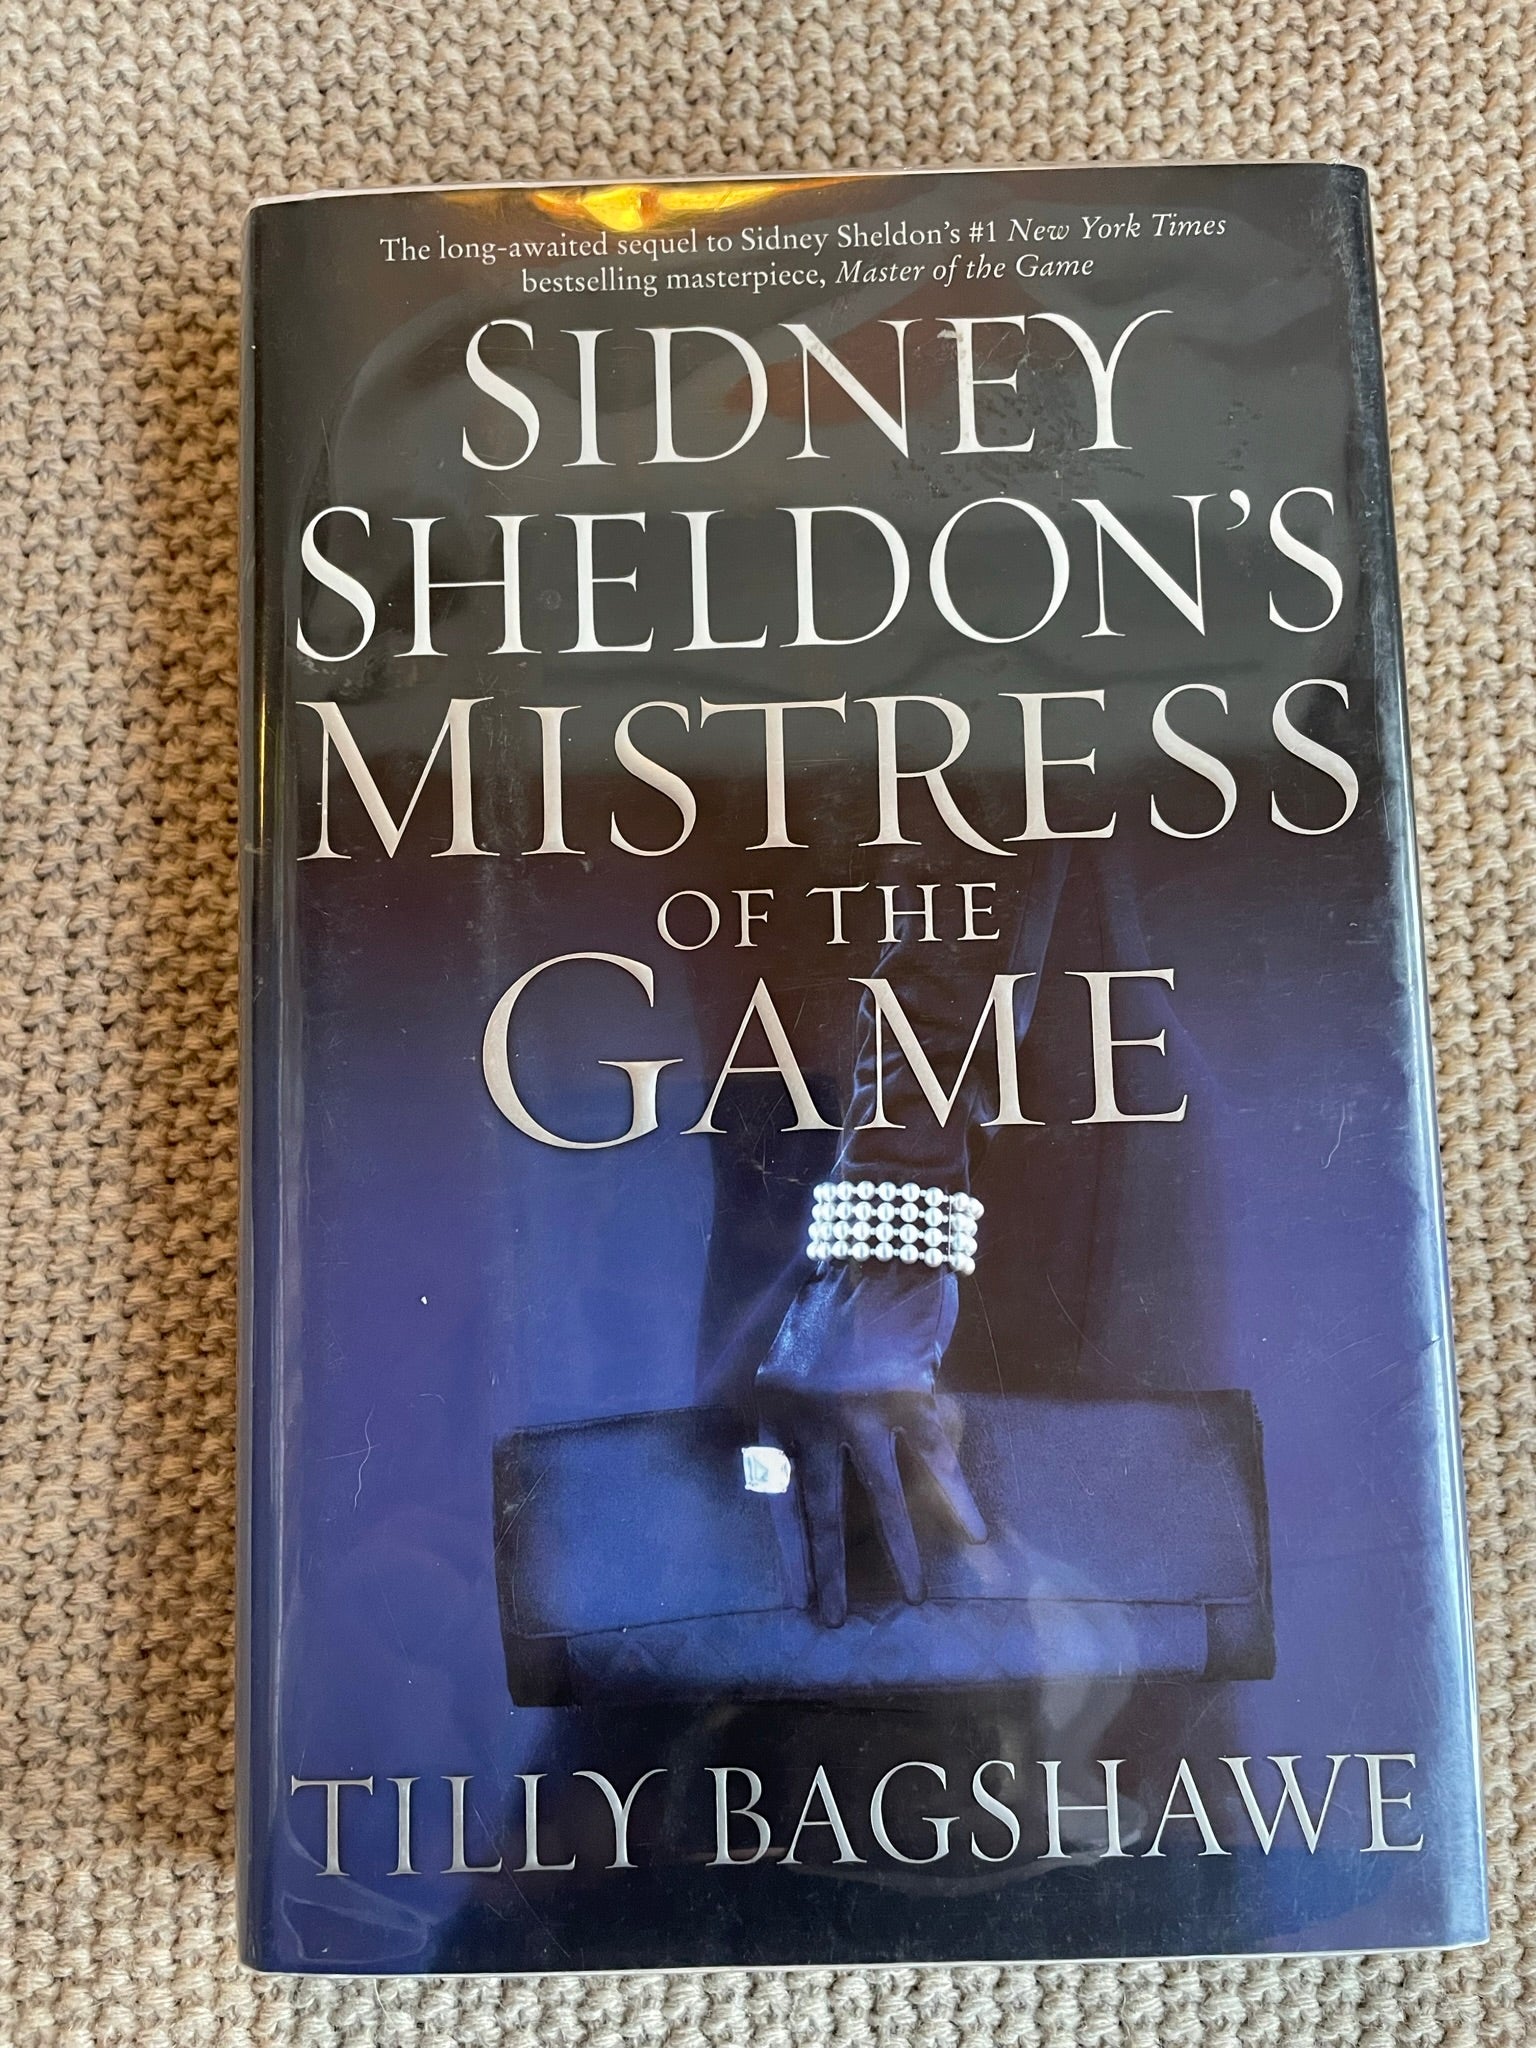 The long-awaited sequel to Sidney Sheldon's #1 New York Times
bestselling masterpiece, Master of the Game
SIDNEY
SHELDON'S
MISTRESS
OF THE
GAME
TILLY BAGSHAWE